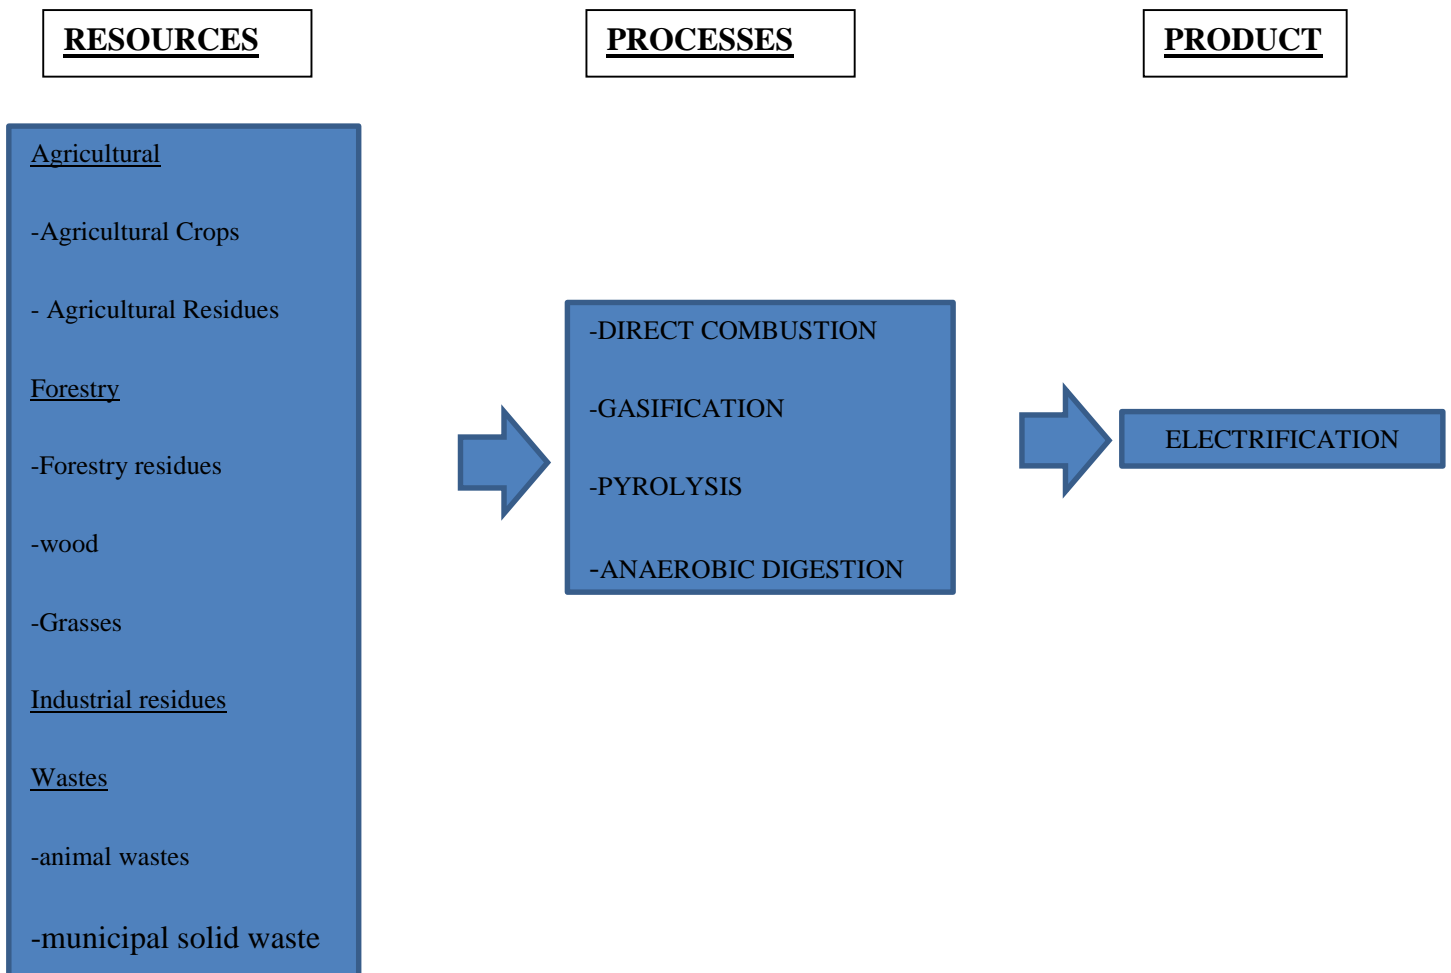 RESOURCES
PROCESSES
PRODUCT
Agricultural
-Agricultural Crops
- Agricultural Residues
Forestry
-Forestry residues
-wood
-Grasses
Industrial residues
Wastes
-animal wastes
-municipal solid waste
-DIRECT COMBUSTION
-GASIFICATION
-PYROLYSIS
-ANAEROBIC DIGESTION
ELECTRIFICATION